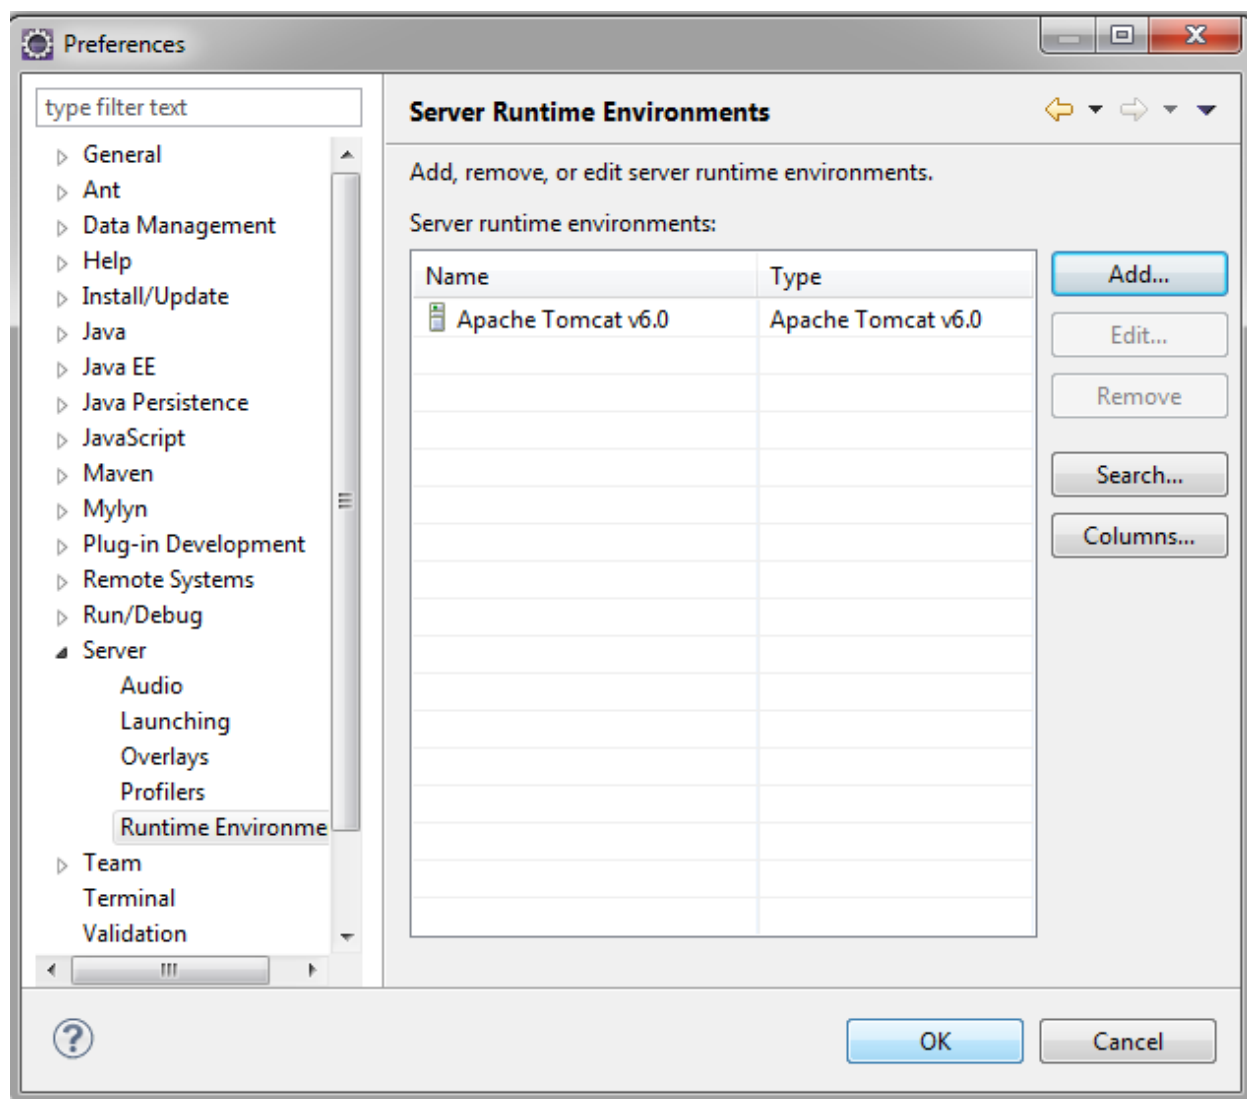 Preferences
type filter text
General
Ant
Data Management
Help
Install/Update
Java
Java EE
Java Persistence
JavaScript
Maven
Mylyn
Plug-in Development
Remote Systems
Run/Debug
Server
Audio
Launching
Overlays
Profilers
Runtime Environme
Team
Terminal
Validation
Server Runtime Environments
Add, remove, or edit server runtime environments.
Server runtime environments:
Name Type
Apache Tomcat v6.0 Apache Tomcat v6.0
Add...
Edit...
Remove
Search...
Columns...
OK Cancel